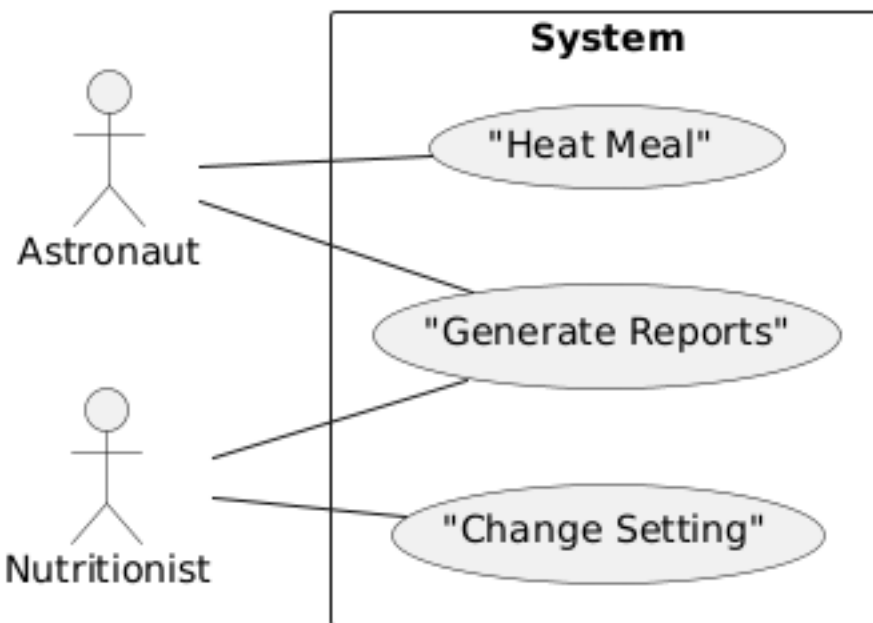 System
"Heat Meal"
Astronaut
"Generate Reports"
"Change Setting"
Nutritionist